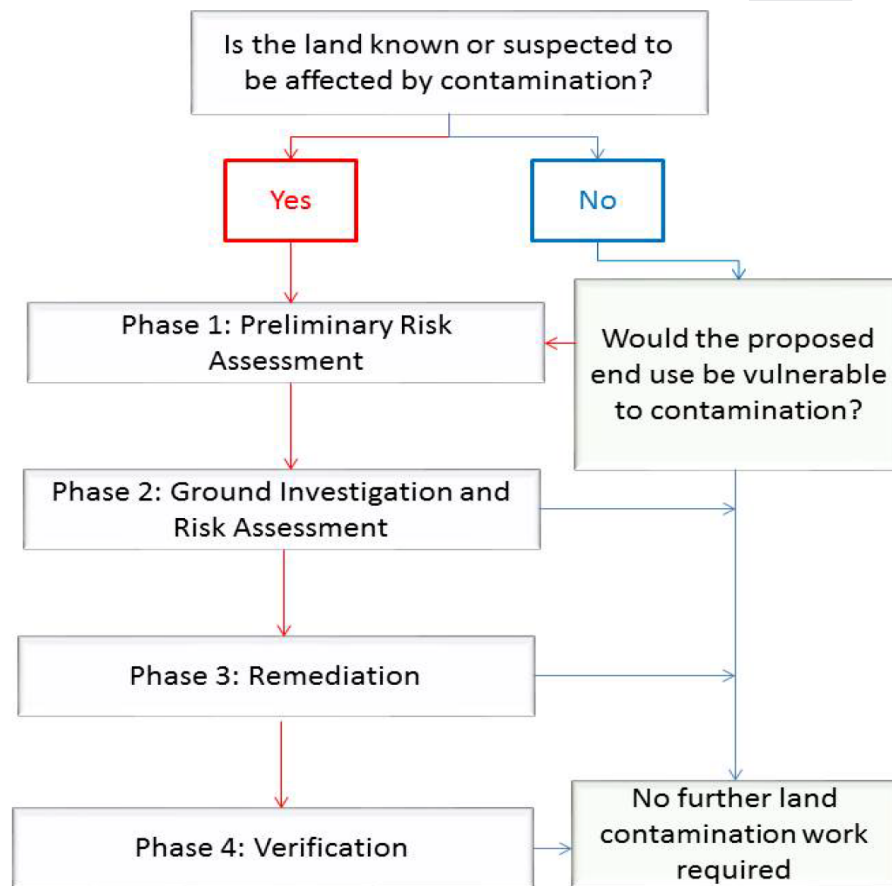 Is the land known or suspected to
be affected by contamination?
Yes
No
Phase 1: Preliminary Risk
Assessment
Would the proposed
end use be vulnerable
to contamination?
Phase 2: Ground Investigation and
Risk Assessment
Phase 3: Remediation
Phase 4: Verification
No further land
contamination work
required